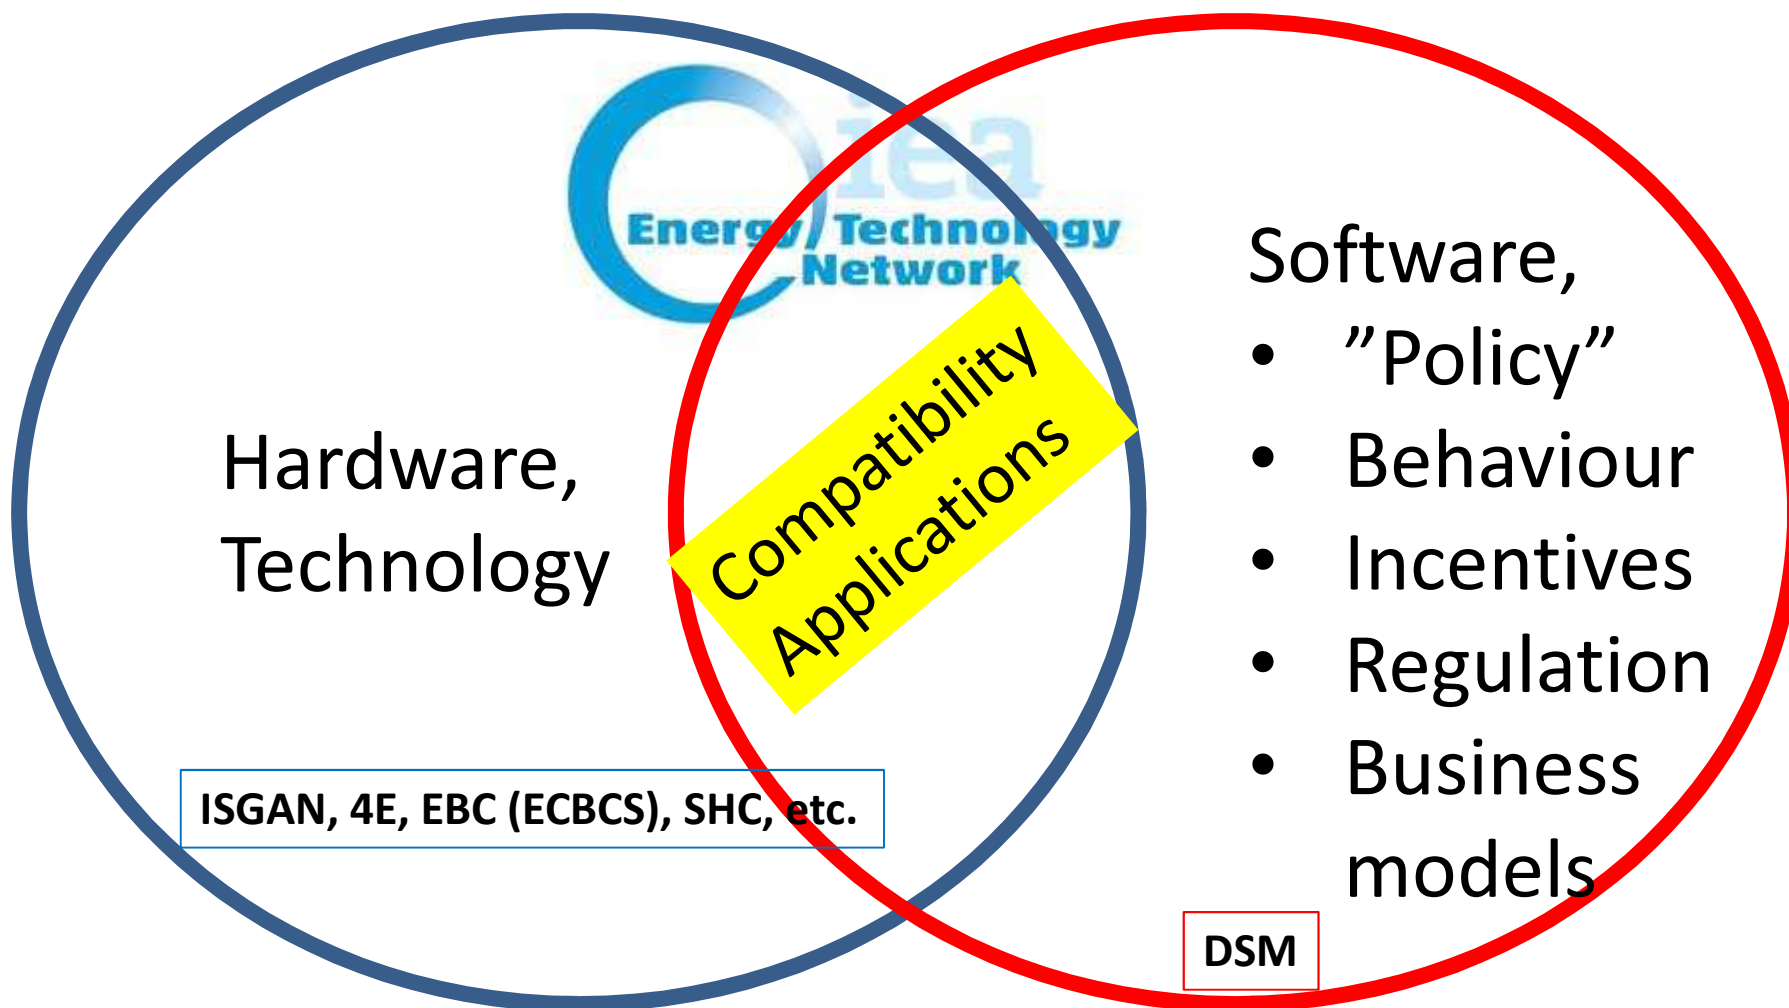 iea
Energy Technology
Network
Hardware,
Technology
Compatibility
Applications
Software,
• ”Policy”
• Behaviour
• Incentives
• Regulation
• Business
models
ISGAN, 4E, EBC (ECBCS), SHC, etc.
DSM